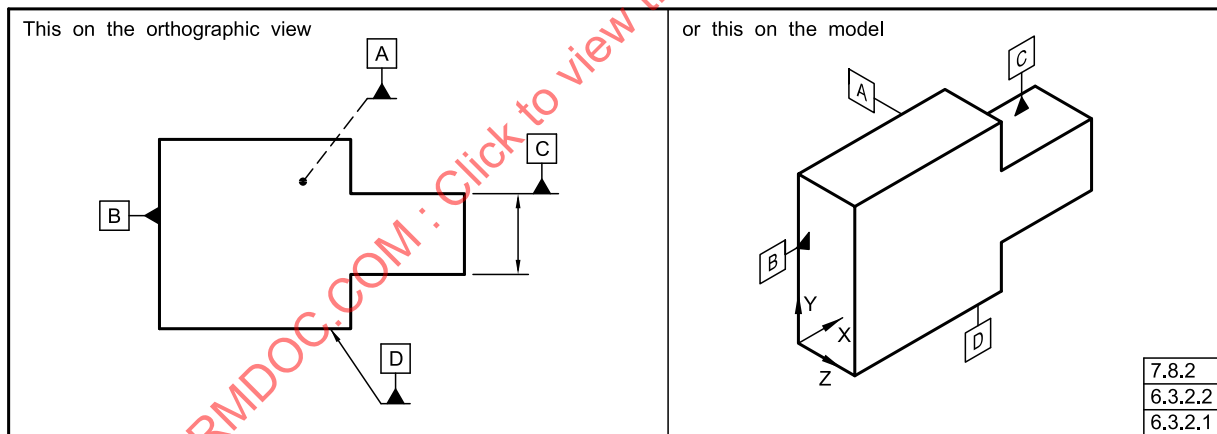 This on the orthographic view
A
B
C
D
RMDOC.COM : Click to view t
or this on the model
A
C
B
Y
X
Z
D
7.8.2
6.3.2.2
6.3.2.1